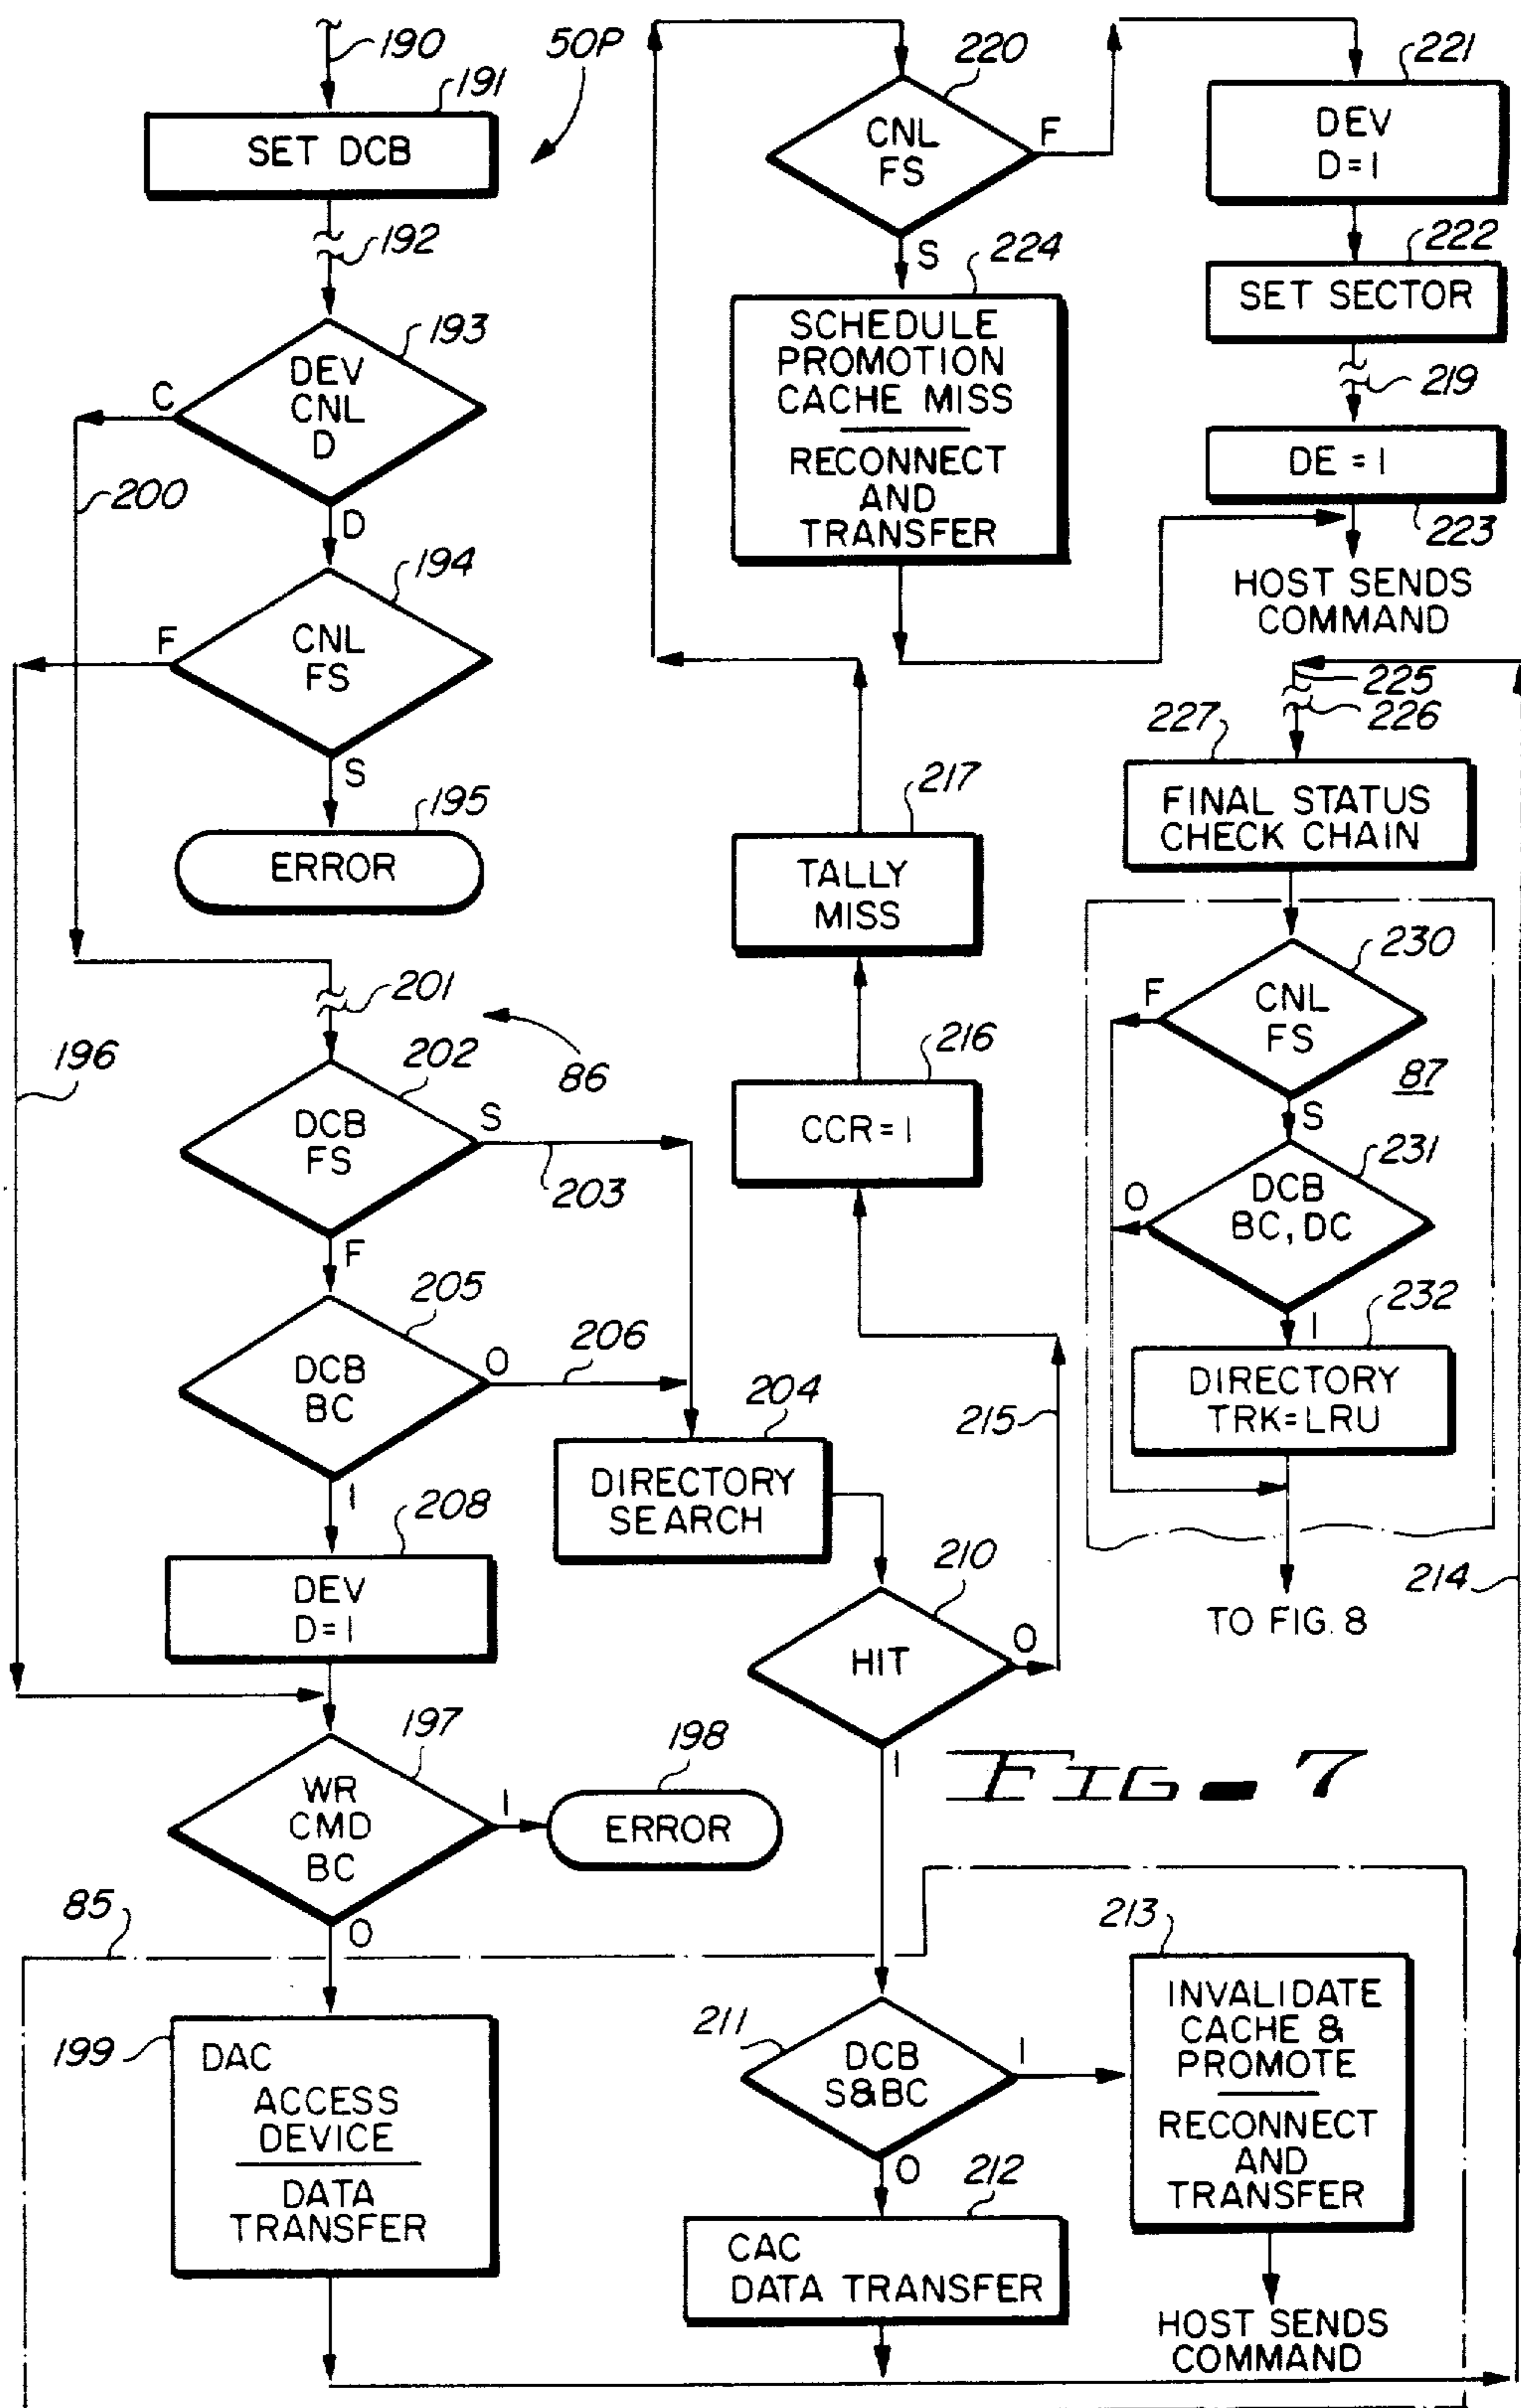 190
50P
191
SET DCB
192
193
DEV
CNL
D
C
D
200
194
CNL
FS
F
S
195
ERROR
196
201
86
202
DCB
FS
S
203
F
205
DCB
BC
O
206
I
208
DEV
D=I
197
WR
CMD
BC
I
198
ERROR
O
85
199
DAC
ACCESS
DEVICE
DATA
TRANSFER
220
CNL
FS
F
S
224
SCHEDULE
PROMOTION
CACHE MISS
RECONNECT
AND
TRANSFER
221
DEV
D=I
222
SET SECTOR
219
DE = I
223
HOST SENDS
COMMAND
217
TALLY
MISS
216
CCR = I
215
204
DIRECTORY
SEARCH
210
HIT
O
I
225
226
227
FINAL STATUS
CHECK CHAIN
230
CNL
FS
F
S
87
231
DCB
BC, DC
O
I
232
DIRECTORY
TRK=LRU
TO FIG. 8
214
FIG. 7
211
DCB
S&BC
I
O
212
CAC
DATA TRANSFER
213
INVALIDATE
CACHE &
PROMOTE
RECONNECT
AND
TRANSFER
HOST SENDS
COMMAND